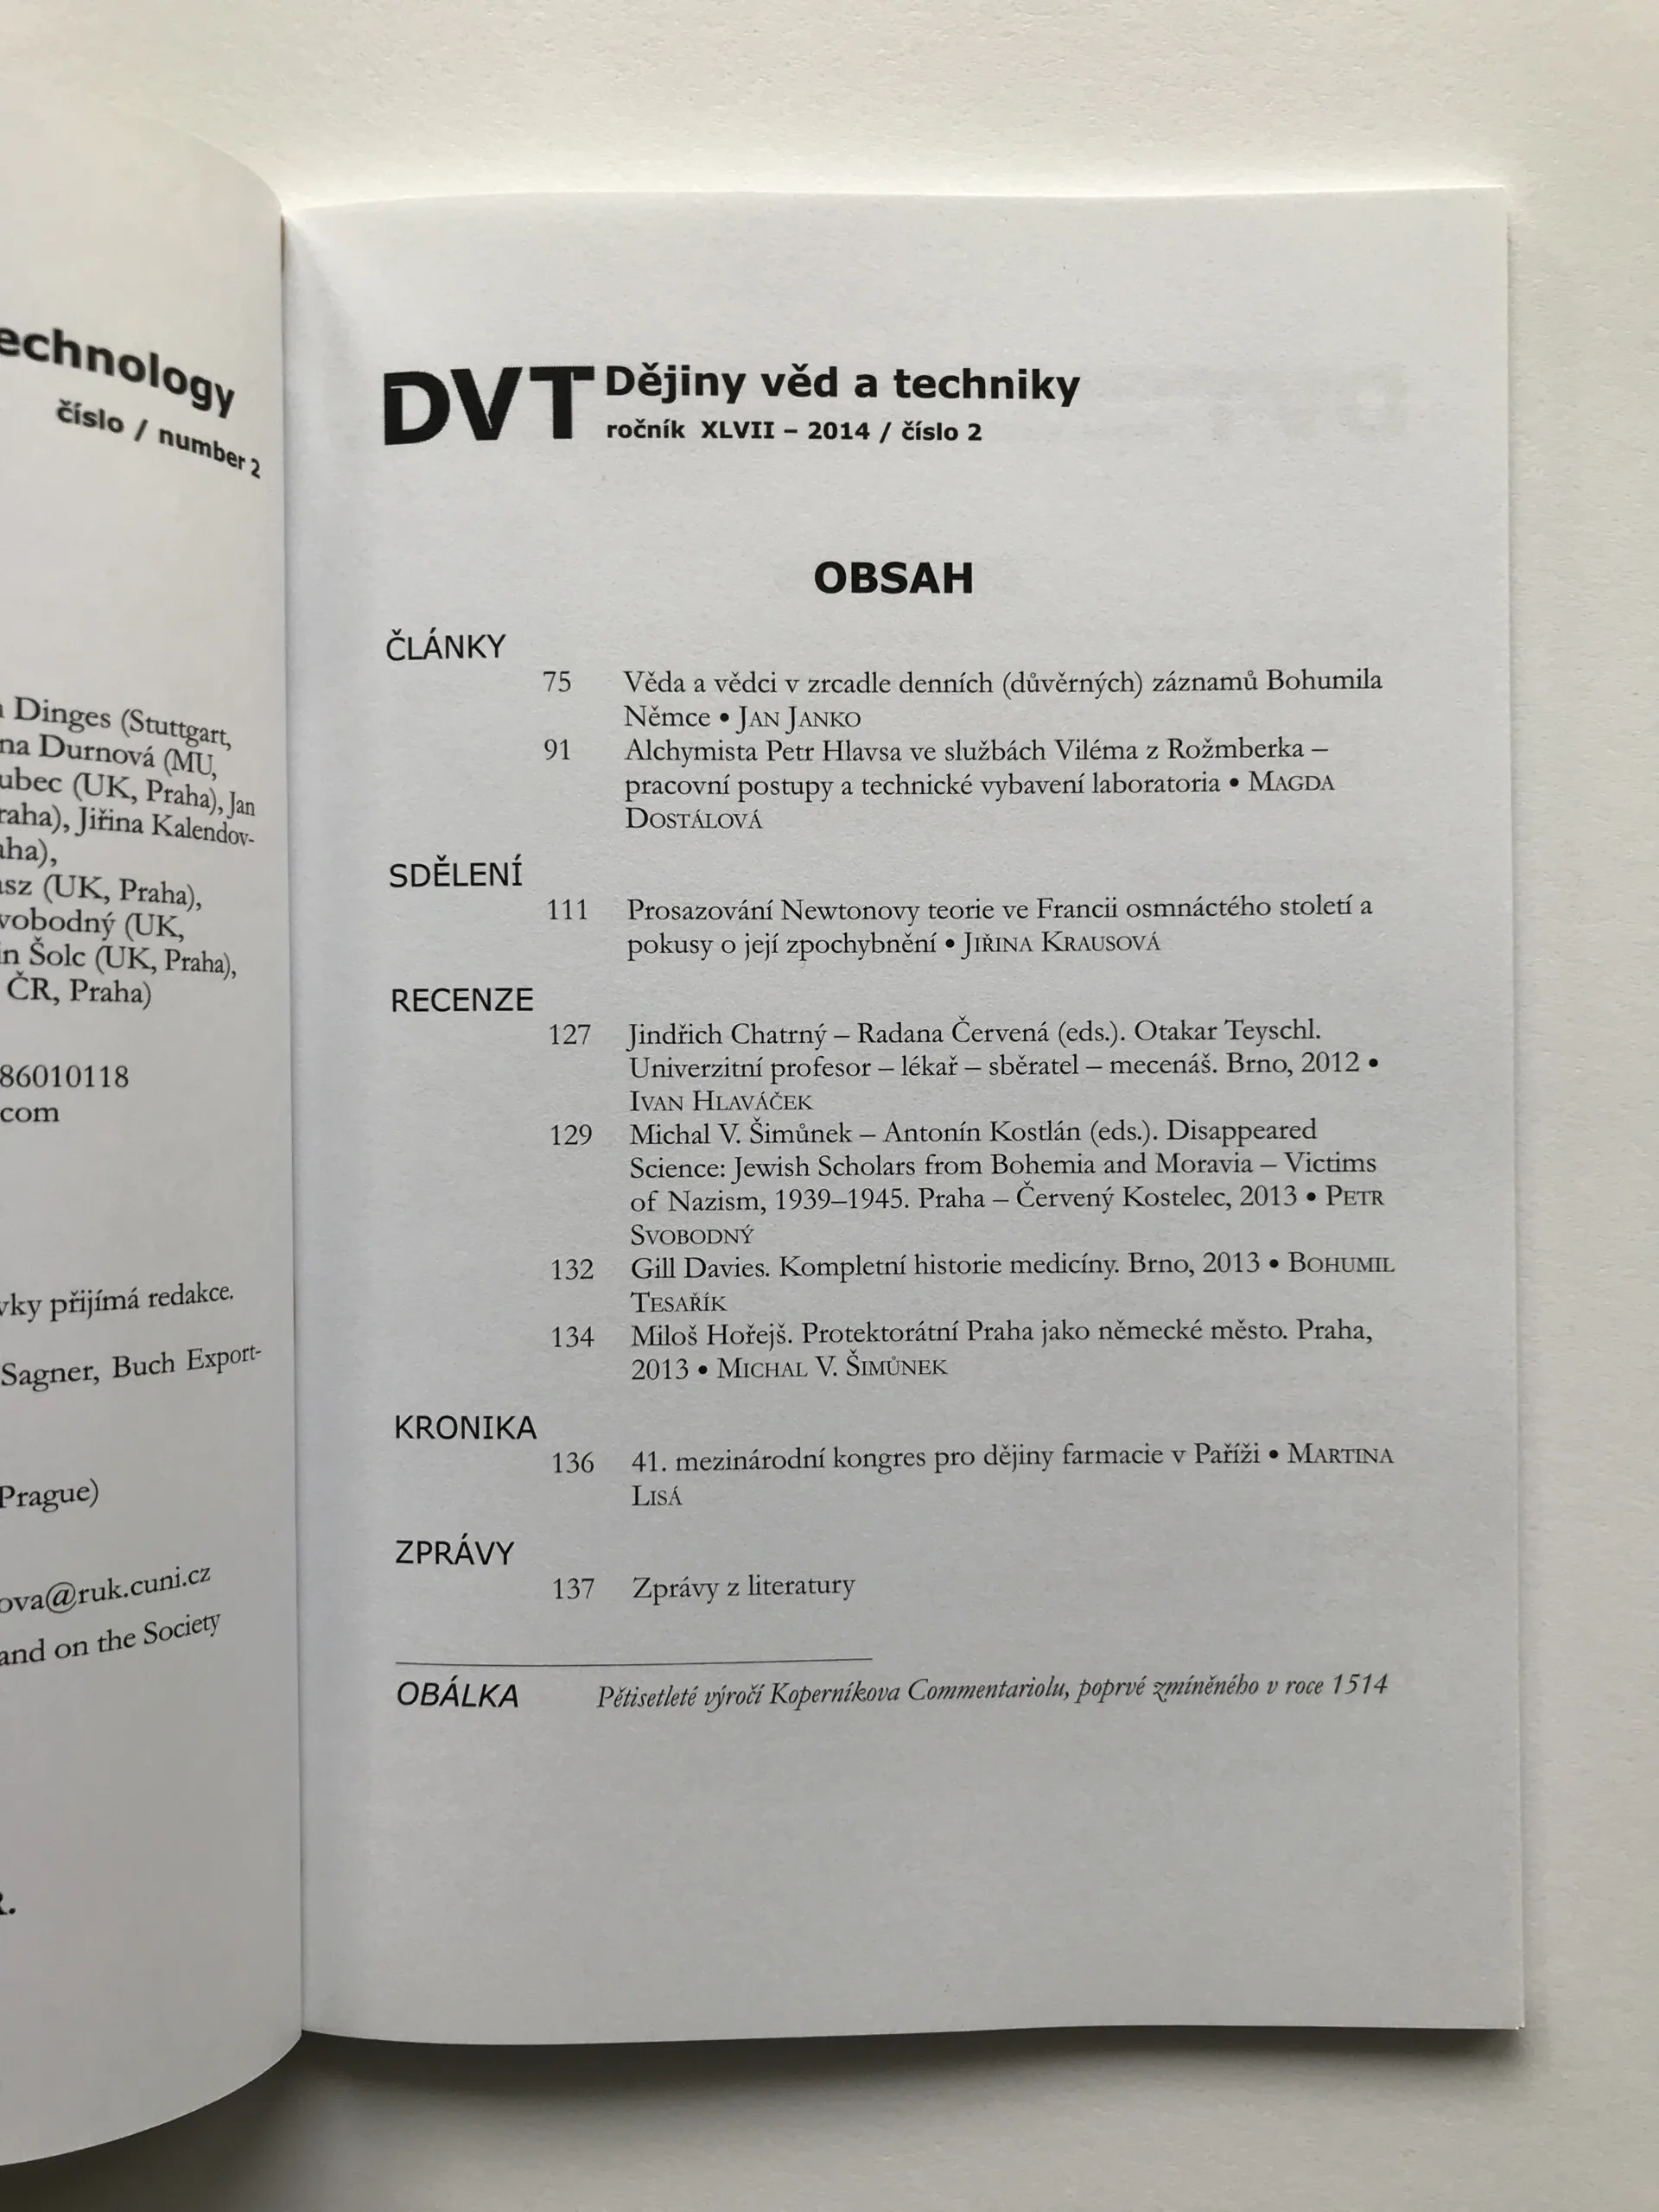 echnology
číslo / number 2
Dinges (Stuttgart,
na Durnová (MU,
ubec (UK, Praha), Jan
raha), Jiřina Kalendov-
aha),
asz (UK, Praha),
vobodný (UK,
in Šolc (UK, Praha),
ČR, Praha)
86010118
com
vky přijímá redakce.
Sagner, Buch Export-
Prague)
ova@ruk.cuni.cz
and on the Society
R.
DVT Dějiny věd a techniky
ročník XLVII – 2014 / číslo 2
OBSAH
ČLÁNKY
75 Věda a vědci v zrcadle denních (důvěrných) záznamů Bohumila
Němce • JAN JANKO
91 Alchymista Petr Hlavsa ve službách Viléma z Rožmberka –
pracovní postupy a technické vybavení laboratoria • MAGDA
DOSTÁLOVÁ
SDĚLENÍ
111 Prosazování Newtonovy teorie ve Francii osmnáctého století a
pokusy o její zpochybnění • JIŘINA KRAUSOVÁ
RECENZE
127 Jindřich Chatrný – Radana Červená (eds.). Otakar Teyschl.
Univerzitní profesor – lékař – sběratel – mecenáš. Brno, 2012 •
IVAN HLAVÁČEK
129 Michal V. Šimůnek – Antonín Kostlán (eds.). Disappeared
Science: Jewish Scholars from Bohemia and Moravia – Victims
of Nazism, 1939–1945. Praha – Červený Kostelec, 2013 • PETR
SVOBODNÝ
132 Gill Davies. Kompletní historie medicíny. Brno, 2013 • BOHUMIL
TESAŘÍK
134 Miloš Hořejš. Protektorátní Praha jako německé město. Praha,
2013 • MICHAL V. ŠIMŮNEK
KRONIKA
136 41. mezinárodní kongres pro dějiny farmacie v Paříži • MARTINA
LISÁ
ZPRÁVY
137 Zprávy z literatury
OBÁLKA Pětisetleté výročí Koperníkova Commentariolu, poprvé zmíněného v roce 1514